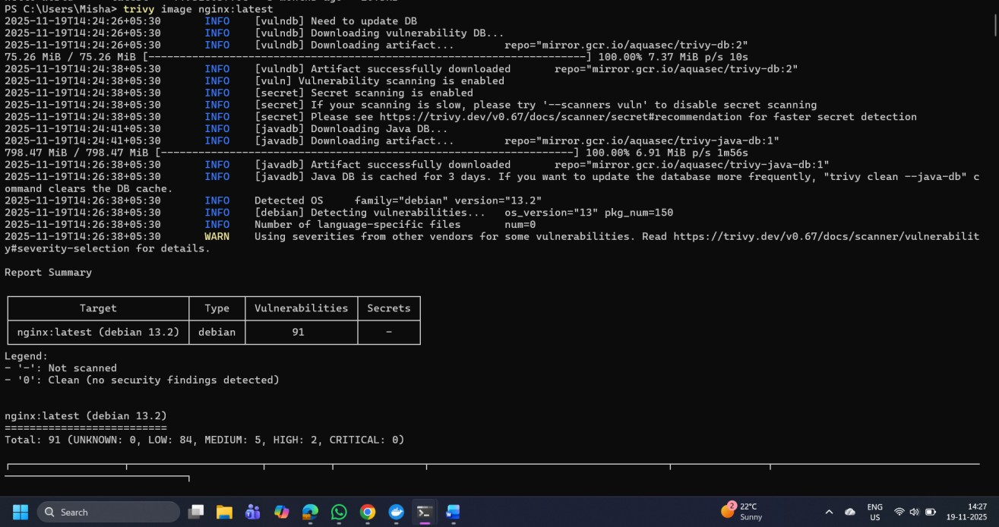 PS C:\Users\Misha> trivy image nginx:latest
2025-11-19T14:24:26+05:30 INFO [vulndb] Need to update DB
2025-11-19T14:24:26+05:30 INFO [vulndb] Downloading vulnerability DB...
2025-11-19T14:24:26+05:30 INFO [vulndb] Downloading artifact... repo="mirror.gcr.io/aquasec/trivy-db:2"
75.26 MiB / 75.26 MiB [----------------------------------------------------------------------] 100.00% 7.37 MiB p/s 10s
2025-11-19T14:24:38+05:30 INFO [vulndb] Artifact successfully downloaded repo="mirror.gcr.io/aquasec/trivy-db:2"
2025-11-19T14:24:38+05:30 INFO [vuln] Vulnerability scanning is enabled
2025-11-19T14:24:38+05:30 INFO [secret] Secret scanning is enabled
2025-11-19T14:24:38+05:30 INFO [secret] If your scanning is slow, please try '--scanners vuln' to disable secret scanning
2025-11-19T14:24:38+05:30 INFO [secret] Please see https://trivy.dev/v0.67/docs/scanner/secret#recommendation for faster secret detection
2025-11-19T14:24:41+05:30 INFO [javadb] Downloading Java DB...
2025-11-19T14:24:41+05:30 INFO [javadb] Downloading artifact... repo="mirror.gcr.io/aquasec/trivy-java-db:1"
798.47 MiB / 798.47 MiB [------------------------------------------------------------------] 100.00% 6.91 MiB p/s 1m56s
2025-11-19T14:26:38+05:30 INFO [javadb] Artifact successfully downloaded repo="mirror.gcr.io/aquasec/trivy-java-db:1"
2025-11-19T14:26:38+05:30 INFO [javadb] Java DB is cached for 3 days. If you want to update the database more frequently, "trivy clean --java-db" c
ommand clears the DB cache.
2025-11-19T14:26:38+05:30 INFO Detected OS family="debian" version="13.2"
2025-11-19T14:26:38+05:30 INFO [debian] Detecting vulnerabilities... os_version="13" pkg_num=150
2025-11-19T14:26:38+05:30 INFO Number of language-specific files num=0
2025-11-19T14:26:38+05:30 WARN Using severities from other vendors for some vulnerabilities. Read https://trivy.dev/v0.67/docs/scanner/vulnerabilit
y#severity-selection for details.
Report Summary
Target Type Vulnerabilities Secrets
nginx:latest (debian 13.2) debian 91 -
Legend:
- '-': Not scanned
- '0': Clean (no security findings detected)
nginx:latest (debian 13.2)
==========================
Total: 91 (UNKNOWN: 0, LOW: 84, MEDIUM: 5, HIGH: 2, CRITICAL: 0)
Search
2
22°C
Sunny
ENG
US
14:27
19-11-2025